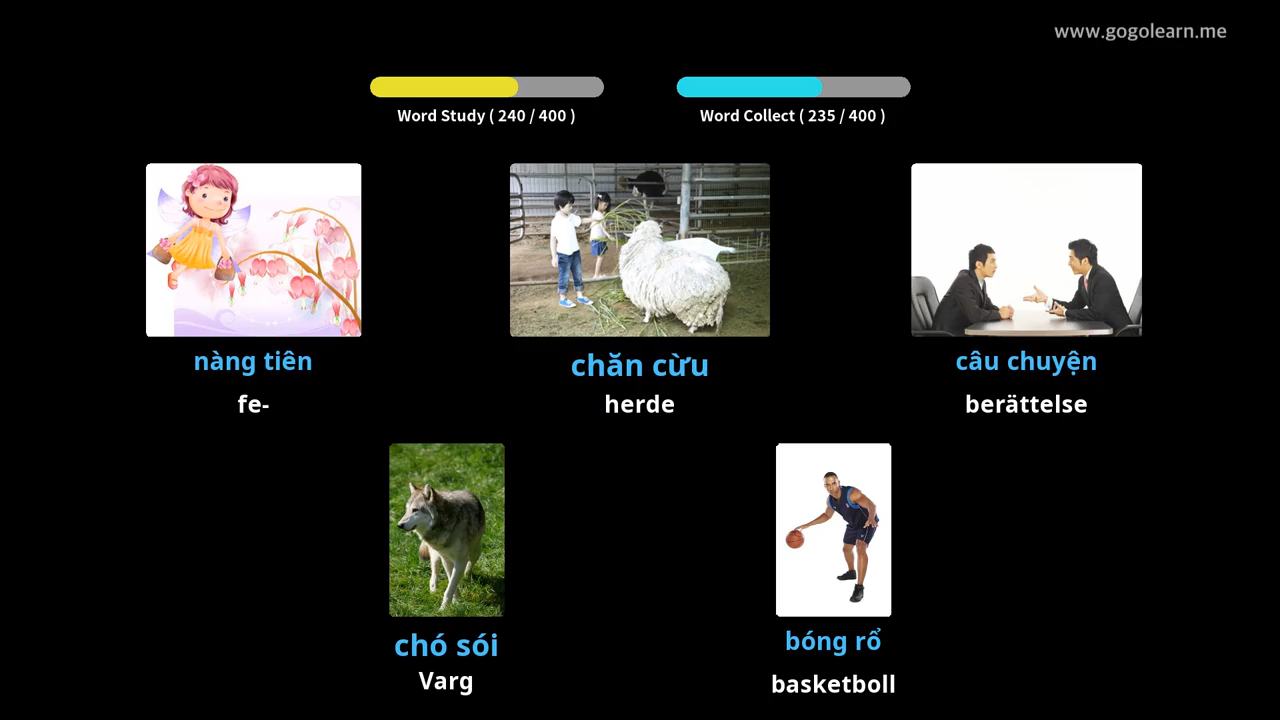 www.gogolearn.me
Word Study ( 240 / 400 )
Word Collect ( 235 / 400 )
nàng tiên
chăn cừu
câu chuyện
fe-
herde
berättelse
chó sói
bóng rổ
Varg
basketboll